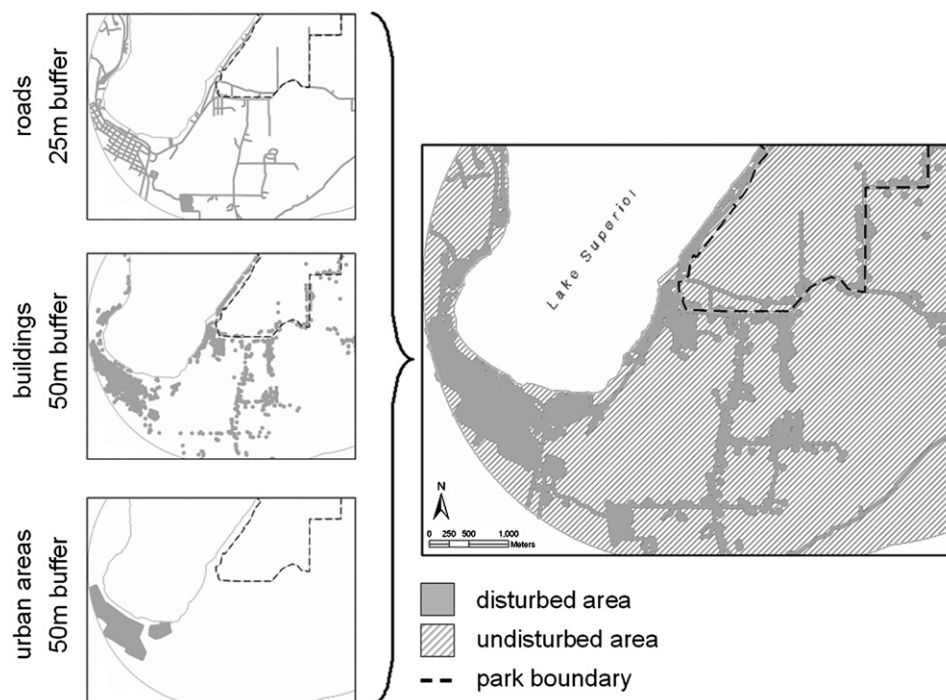 roads
25m buffer
buildings
50m buffer
urban areas
50m buffer
Lake Superiol
N
0 250 500 1,000
Meters
disturbed area
undisturbed area
park boundary